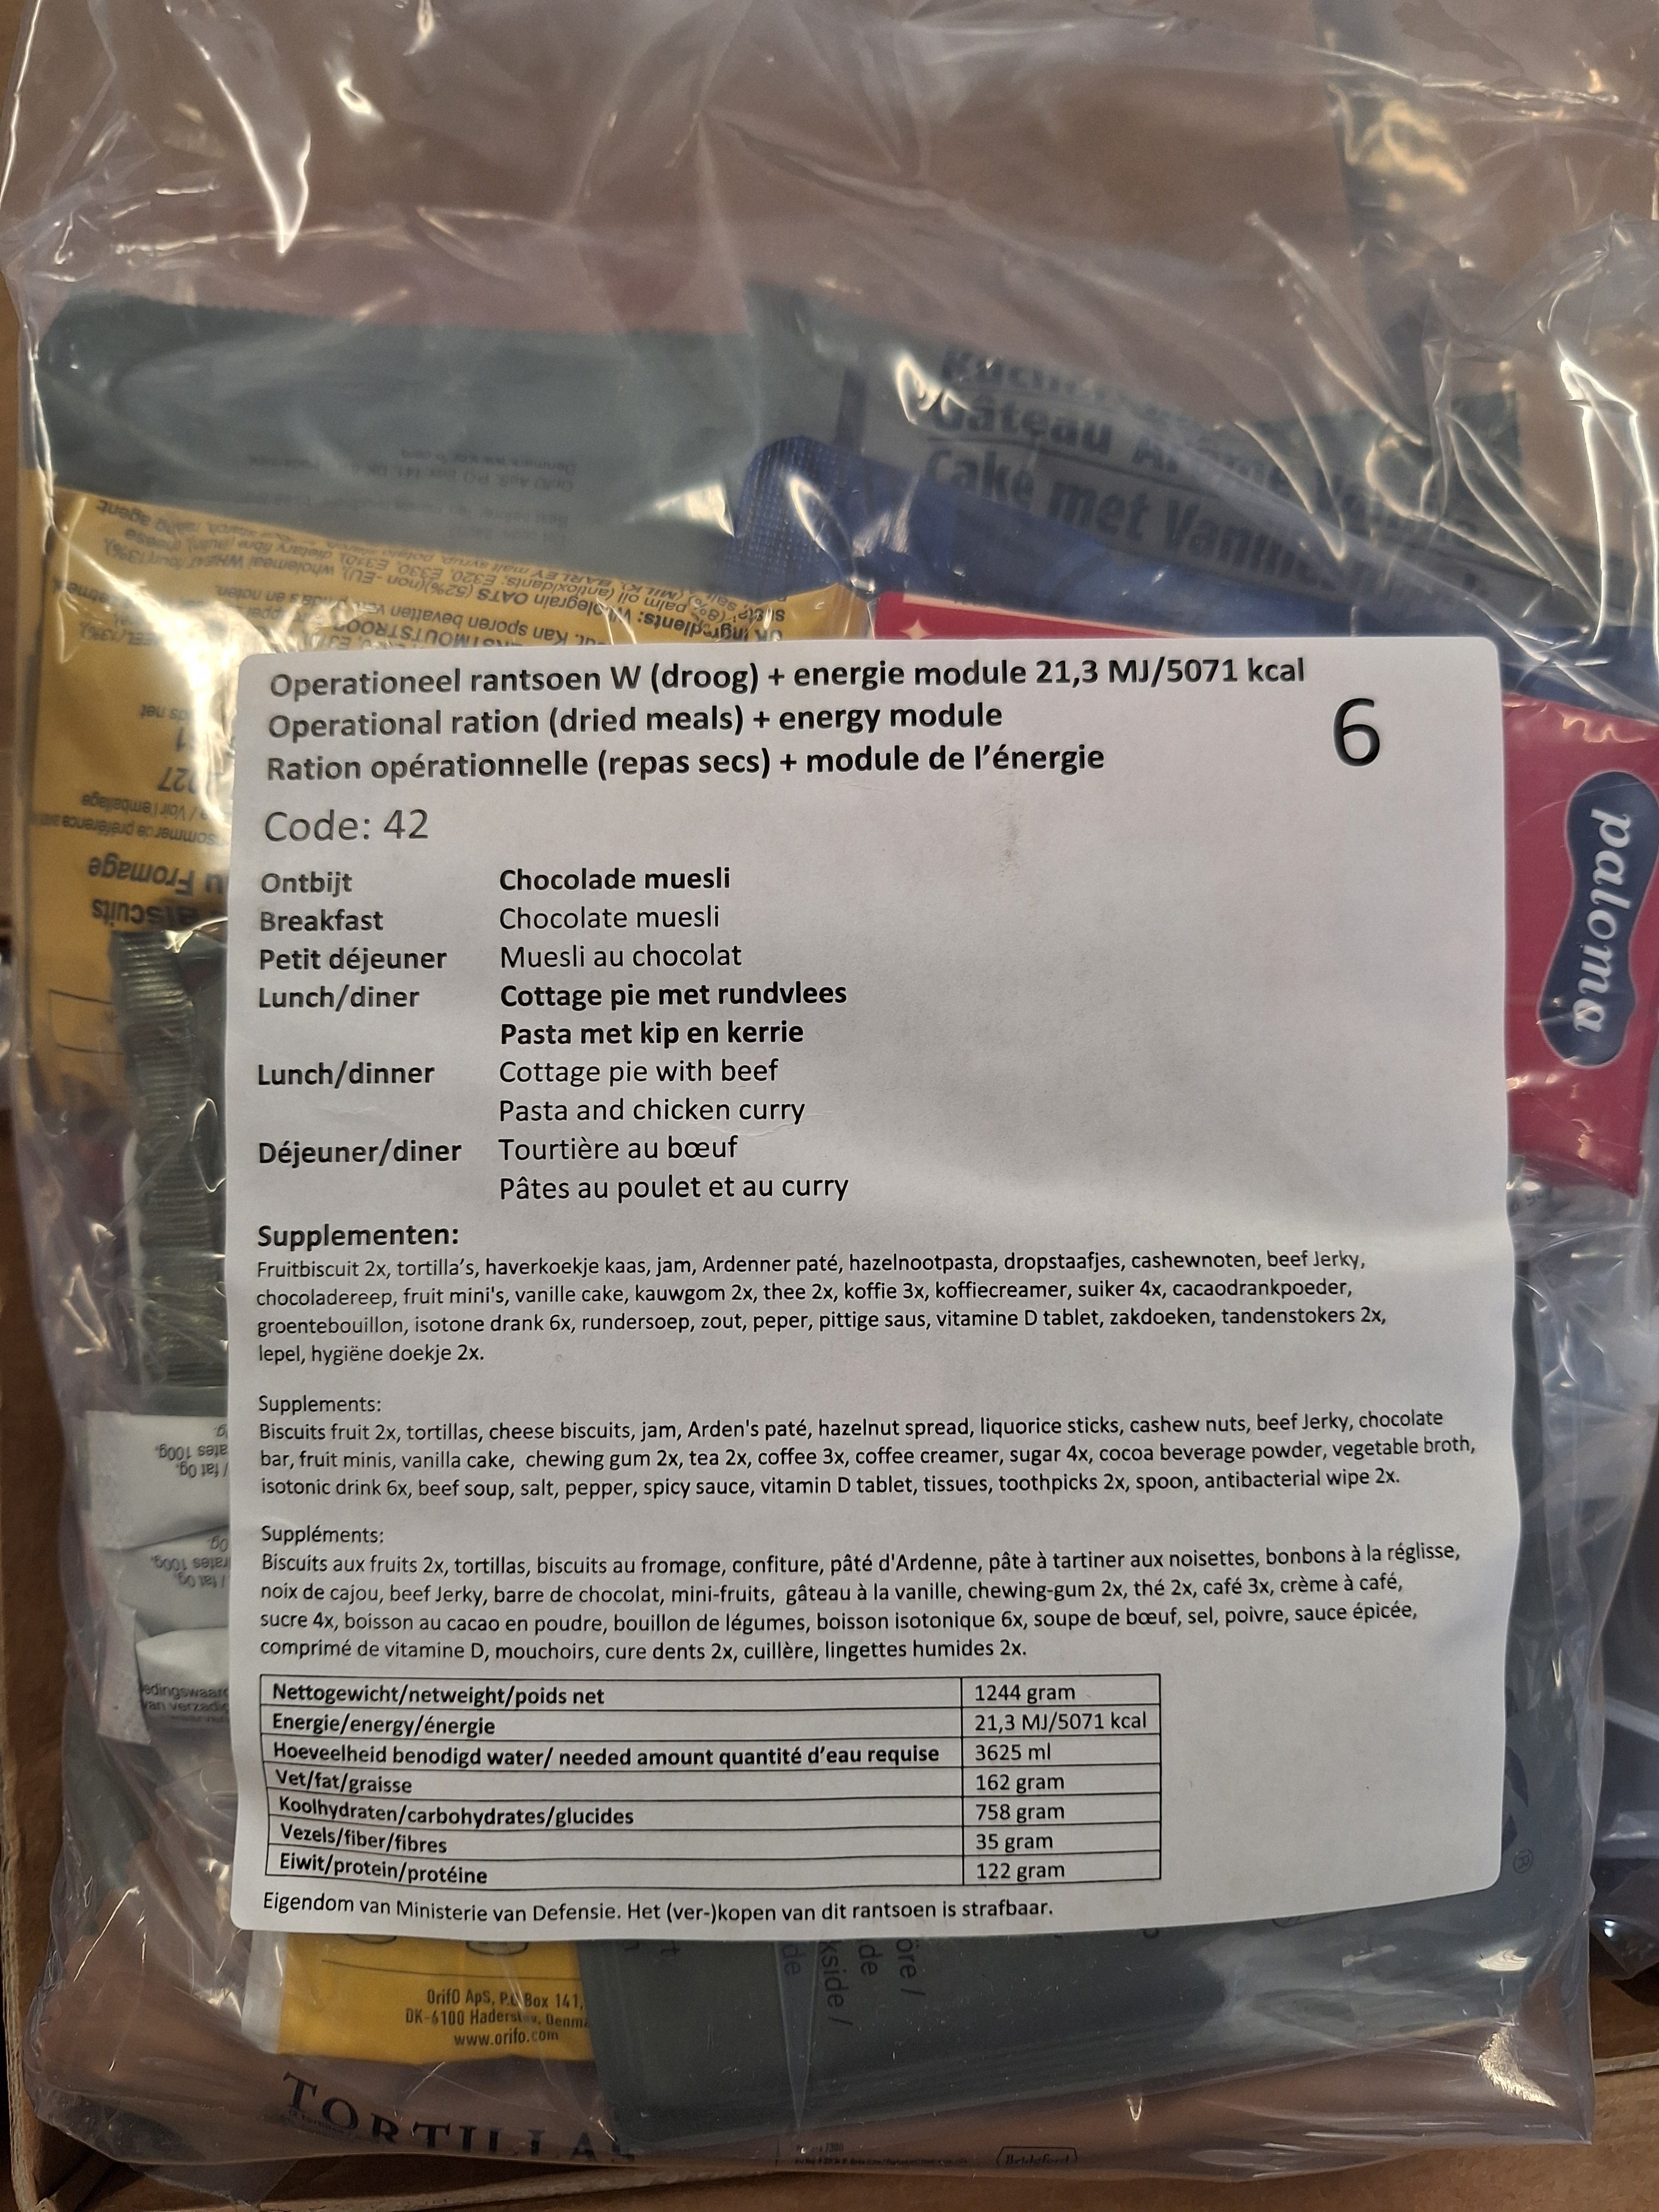 Gâteau
Cake met Vanill
Operationeel rantsoen W (droog) + energie module 21,3 MJ/5071 kcal
Operational ration (dried meals) + energy module
Ration opérationnelle (repas secs) + module de l’énergie
6
Code: 42
Ontbijt Chocolade muesli
Breakfast Chocolate muesli
Petit déjeuner Muesli au chocolat
Lunch/diner Cottage pie met rundvlees
Pasta met kip en kerrie
Lunch/dinner Cottage pie with beef
Pasta and chicken curry
Déjeuner/diner Tourtière au bœuf
Pâtes au poulet et au curry
Supplementen:
Fruitbiscuit 2x, tortilla’s, haverkoekje kaas, jam, Ardenner paté, hazelnootpasta, dropstaafjes, cashewnoten, beef Jerky,
chocoladereep, fruit mini's, vanille cake, kauwgom 2x, thee 2x, koffie 3x, koffiecreamer, suiker 4x, cacaodrankpoeder,
groentebouillon, isotone drank 6x, rundersoep, zout, peper, pittige saus, vitamine D tablet, zakdoeken, tandenstokers 2x,
lepel, hygiëne doekje 2x.
Supplements:
Biscuits fruit 2x, tortillas, cheese biscuits, jam, Arden's paté, hazelnut spread, liquorice sticks, cashew nuts, beef Jerky, chocolate
bar, fruit minis, vanilla cake, chewing gum 2x, tea 2x, coffee 3x, coffee creamer, sugar 4x, cocoa beverage powder, vegetable broth,
isotonic drink 6x, beef soup, salt, pepper, spicy sauce, vitamin D tablet, tissues, toothpicks 2x, spoon, antibacterial wipe 2x.
Suppléments:
Biscuits aux fruits 2x, tortillas, biscuits au fromage, confiture, pâté d'Ardenne, pâte à tartiner aux noisettes, bonbons à la réglisse,
noix de cajou, beef Jerky, barre de chocolat, mini-fruits, gâteau à la vanille, chewing-gum 2x, thé 2x, café 3x, crème à café,
sucre 4x, boisson au cacao en poudre, bouillon de légumes, boisson isotonique 6x, soupe de bœuf, sel, poivre, sauce épicée,
comprimé de vitamine D, mouchoirs, cure dents 2x, cuillère, lingettes humides 2x.
Nettogewicht/netweight/poids net 1244 gram
Energie/energy/énergie 21,3 MJ/5071 kcal
Hoeveelheid benodigd water/ needed amount quantité d’eau requise 3625 ml
Vet/fat/graisse 162 gram
Koolhydraten/carbohydrates/glucides 758 gram
Vezels/fiber/fibres 35 gram
Eiwit/protein/protéine 122 gram
Eigendom van Ministerie van Defensie. Het (ver-)kopen van dit rantsoen is strafbaar.
paloma
Fromage
Biscuits
OrifO ApS, P.O Box 141,
DK-6100 Haderslev, Denma
www.orifo.com
TORTILLAS
Bridgford